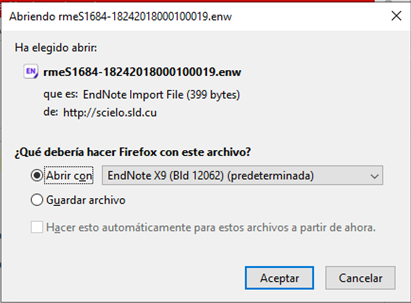 Abriendo rmeS1684-18242018000100019.enw
Ha elegido abrir:
EN
rmeS1684-18242018000100019.enw
que es: EndNote Import File (399 bytes)
de: http://scielo.sld.cu
¿Qué debería hacer Firefox con este archivo?
Abrir con EndNote X9 (Bld 12062) (predeterminada)
Guardar archivo
Hacer esto automáticamente para estos archivos a partir de ahora.
Aceptar Cancelar